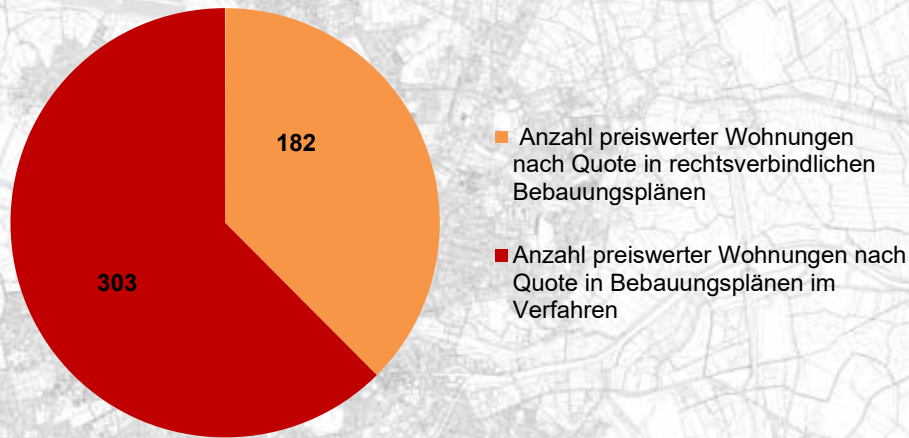 182
303
Anzahl preiswerter Wohnungen
nach Quote in rechtsverbindlichen
Bebauungsplänen
Anzahl preiswerter Wohnungen nach
Quote in Bebauungsplänen im
Verfahren